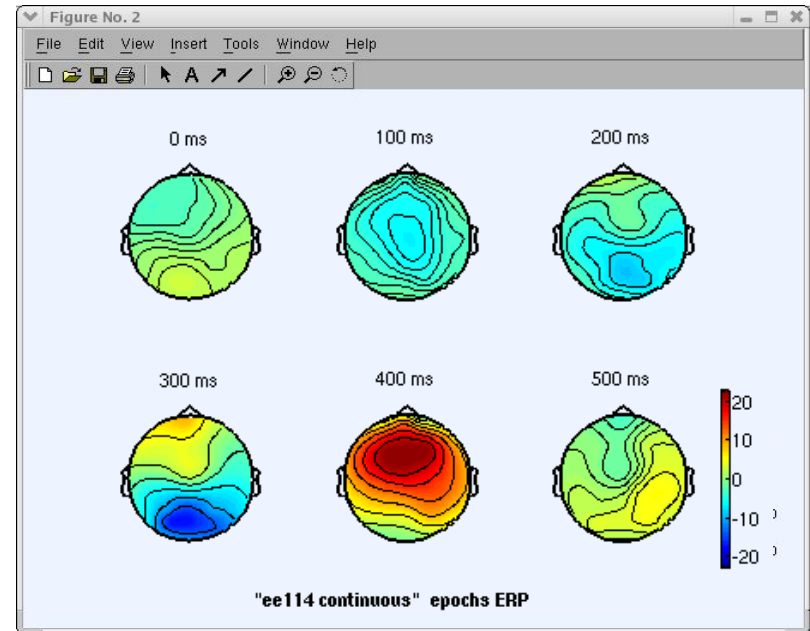 Figure No. 2
File Edit View Insert Tools Window Help
A
0 ms 100 ms 200 ms
300 ms 400 ms 500 ms
20
10
0
-10
-20
"ee114 continuous" epochs ERP